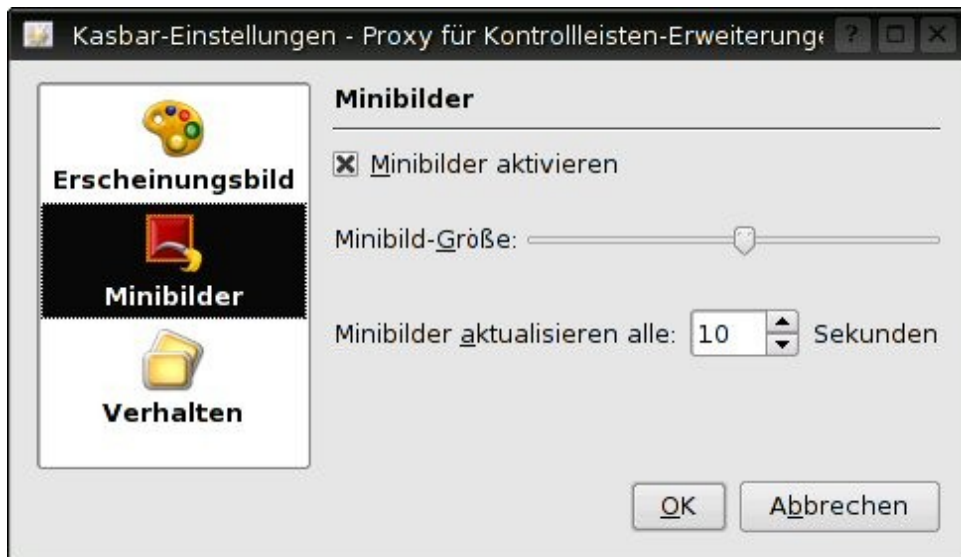 Kasbar-Einstellungen - Proxy für Kontrollleisten-Erweiterunge
Erscheinungsbild
Minibilder
Verhalten
Minibilder
Minibilder aktivieren
Minibild-Größe:
Minibilder aktualisieren alle: 10 Sekunden
OK Abbrechen